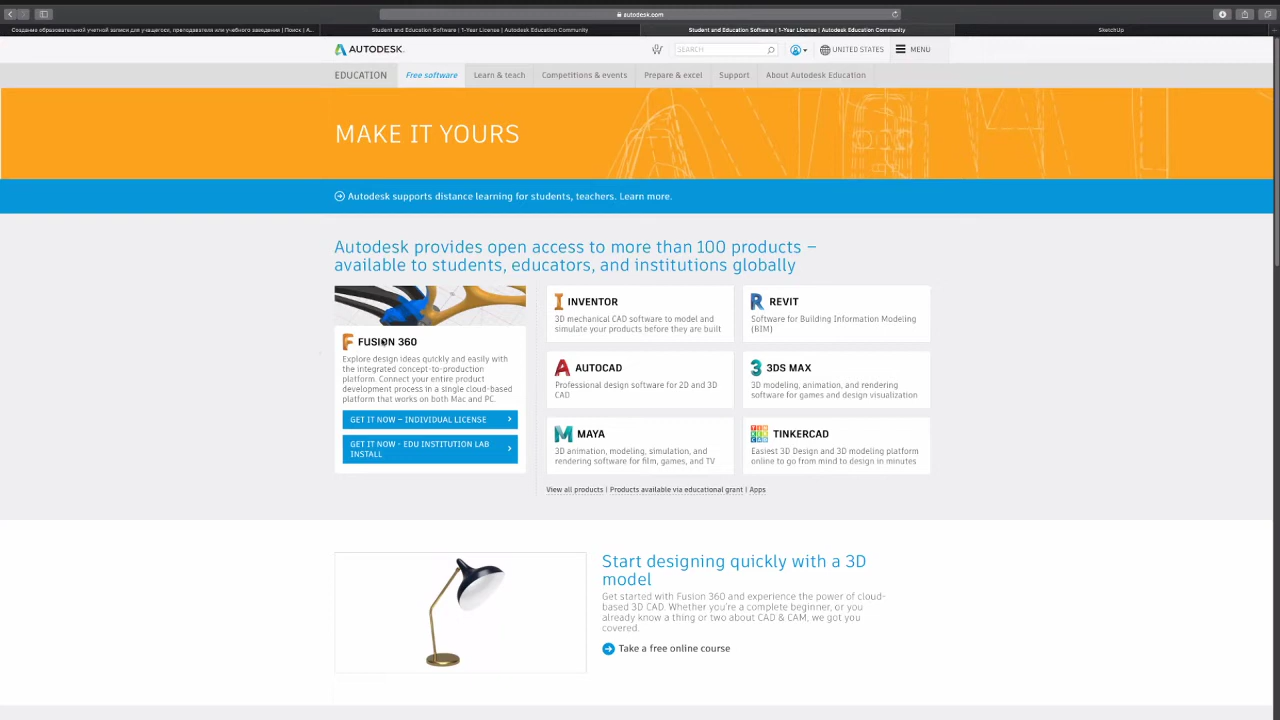 autodesk.com
Создание образовательной учетной записи для учащегося, преподавателя или учебного заведение | Поиск | A...
Student and Education Software | 1-Year License | Autodesk Education Community
Student and Education Software | 1-Year License | Autodesk Education Community
SketchUp
AUTODESK.
SEARCH
UNITED STATES
MENU
EDUCATION
Free software
Learn & teach
Competitions & events
Prepare & excel
Support
About Autodesk Education
MAKE IT YOURS
Autodesk supports distance learning for students, teachers. Learn more.
Autodesk provides open access to more than 100 products –
available to students, educators, and institutions globally
FUSION 360
Explore design ideas quickly and easily with
the integrated concept-to-production
platform. Connect your entire product
development process in a single cloud-based
platform that works on both Mac and PC.
GET IT NOW – INDIVIDUAL LICENSE
GET IT NOW - EDU INSTITUTION LAB
INSTALL
INVENTOR
3D mechanical CAD software to model and
simulate your products before they are built
REVIT
Software for Building Information Modeling
(BIM)
AUTOCAD
Professional design software for 2D and 3D
CAD
3DS MAX
3D modeling, animation, and rendering
software for games and design visualization
MAYA
3D animation, modeling, simulation, and
rendering software for film, games, and TV
TINKERCAD
Easiest 3D Design and 3D modeling platform
online to go from mind to design in minutes
View all products | Products available via educational grant | Apps
Start designing quickly with a 3D
model
Get started with Fusion 360 and experience the power of cloud-
based 3D CAD. Whether you're a complete beginner, or you
already know a thing or two about CAD & CAM, we got you
covered.
Take a free online course